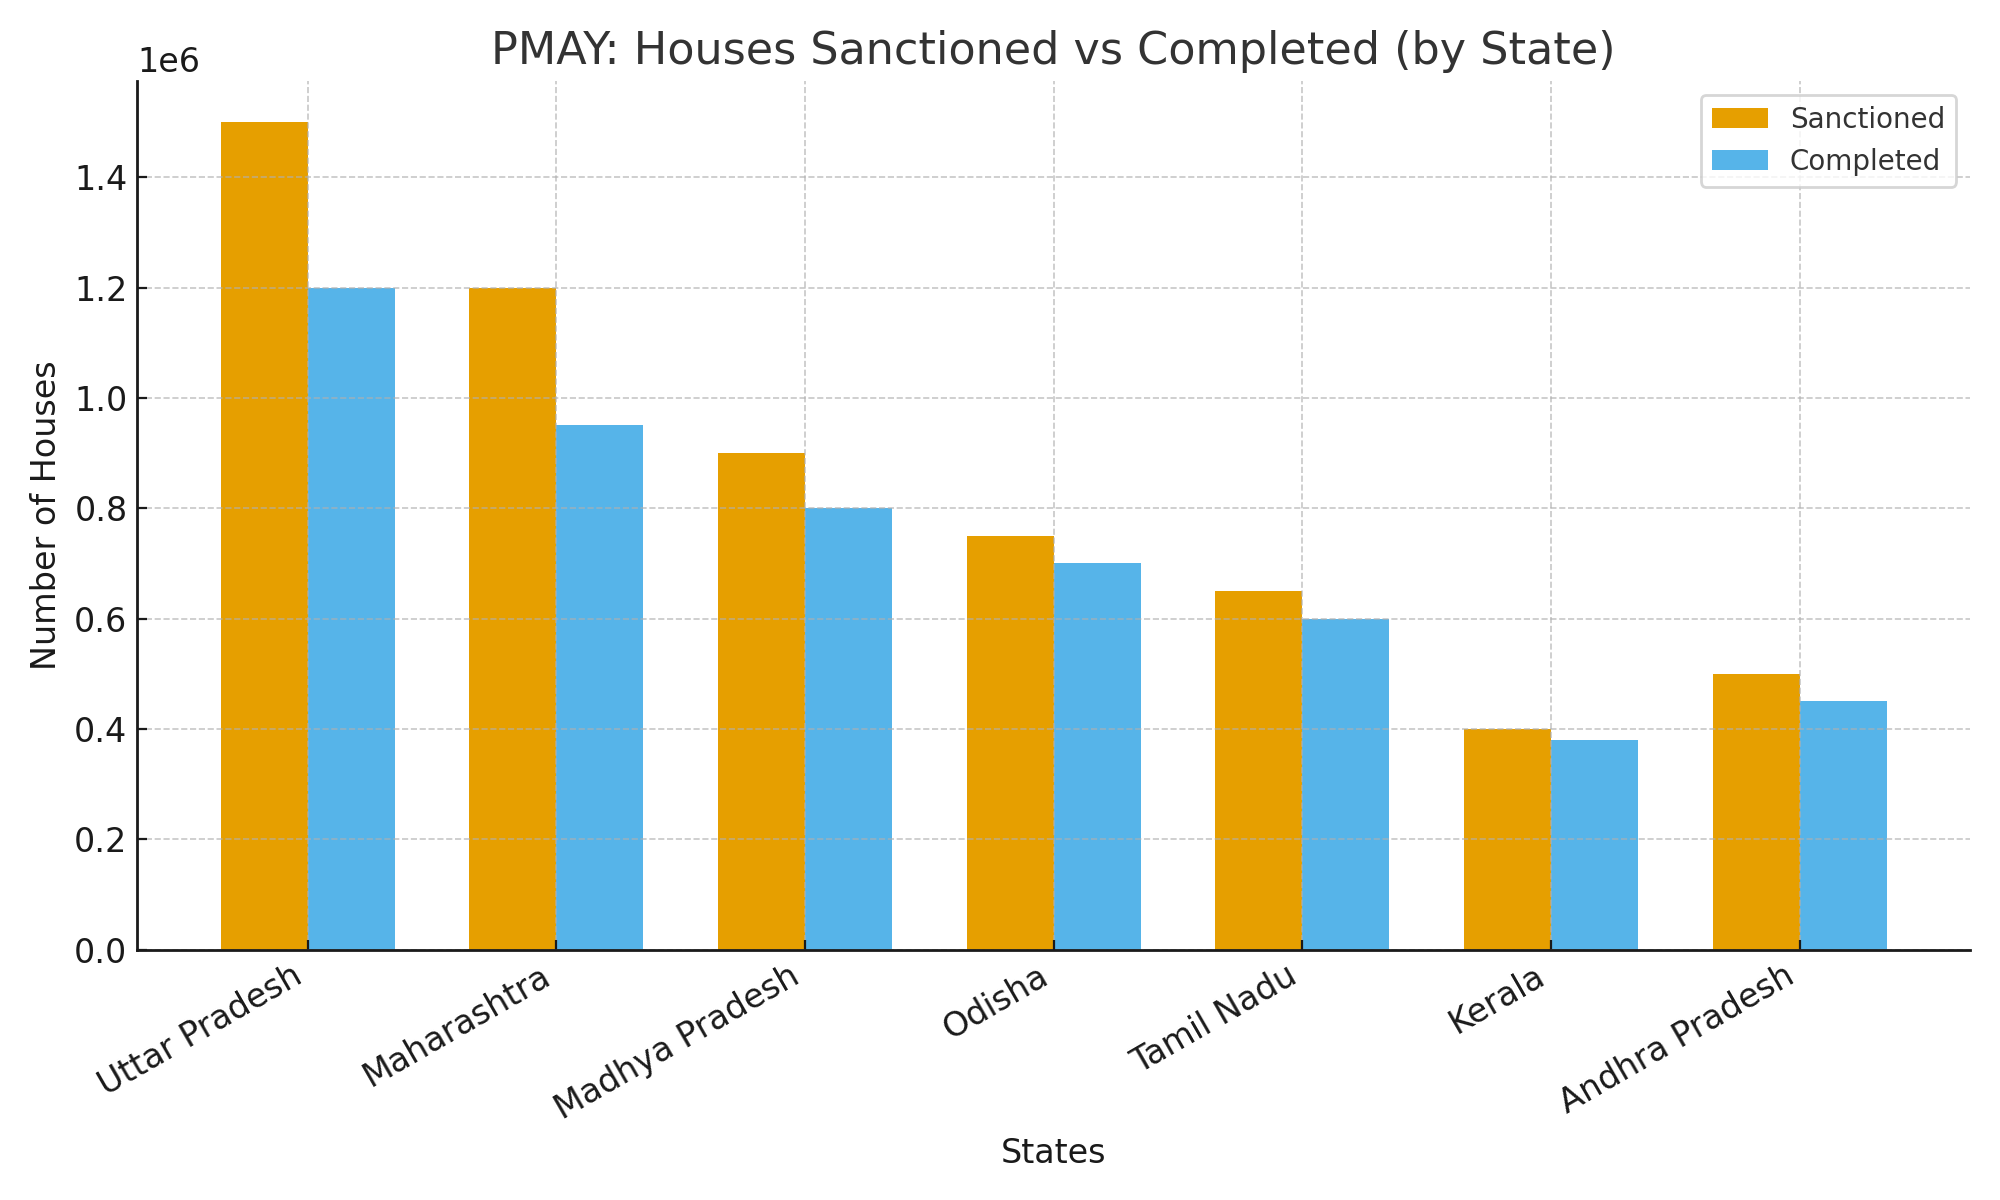 PMAY: Houses Sanctioned vs Completed (by State)
1e6
Sanctioned
Completed
1.4
1.2
1.0
0.8
0.6
0.4
0.2
0.0
Number of Houses
Uttar Pradesh
Maharashtra
Madhya Pradesh
Odisha
Tamil Nadu
Kerala
Andhra Pradesh
States